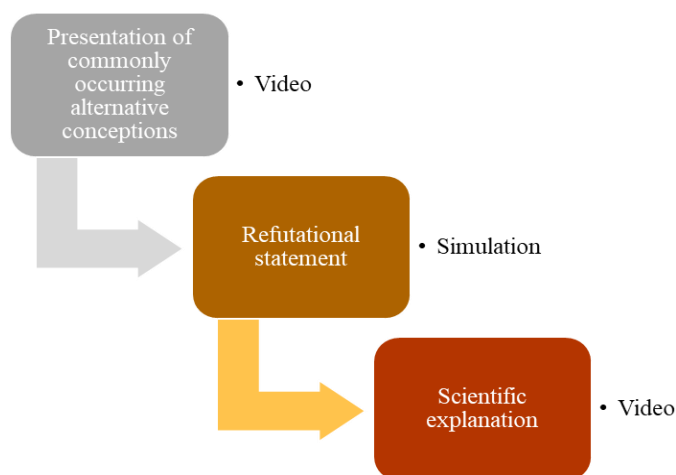 Presentation of
commonly
occurring
alternative
conceptions
• Video
Refutational
statement
• Simulation
Scientific
explanation
• Video